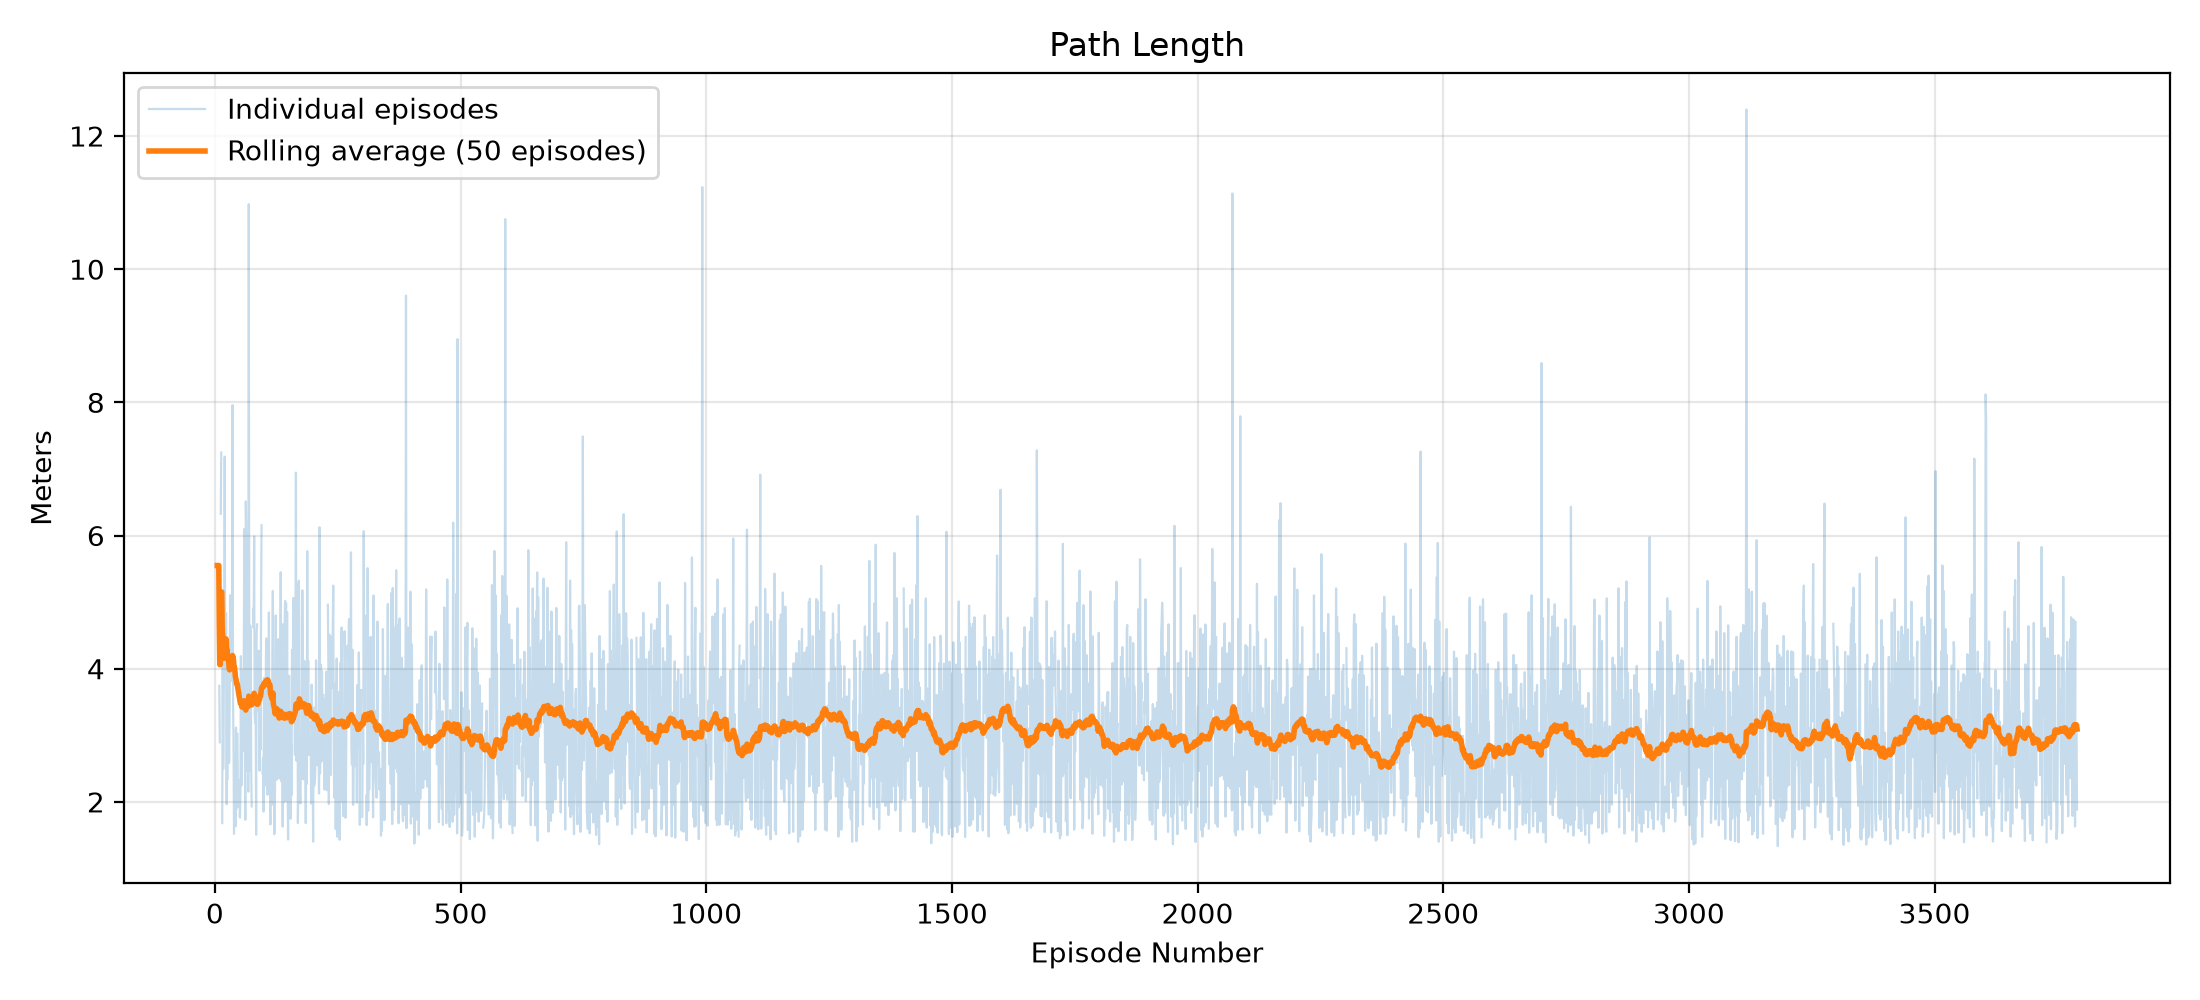 Path Length
Individual episodes
Rolling average (50 episodes)
Meters
12
10
8
6
4
2
0
500
1000
1500
2000
2500
3000
3500
Episode Number